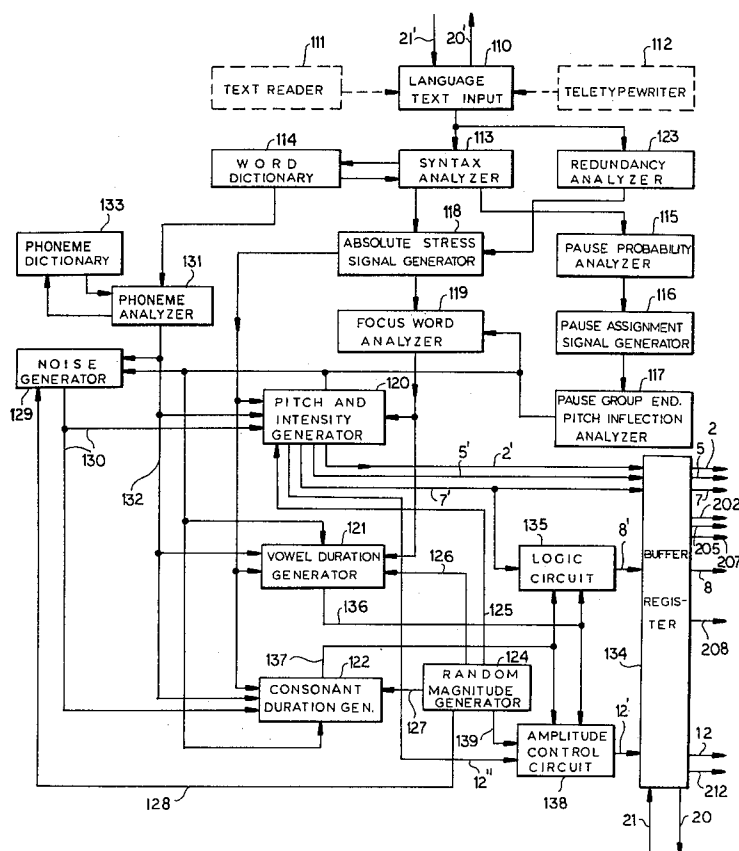 21'
20'
111
110
112
TEXT READER
LANGUAGE
TEXT INPUT
TELETYPEWRITER
114
113
123
WORD
DICTIONARY
SYNTAX
ANALYZER
REDUNDANCY
ANALYZER
133
118
115
PHONEME
DICTIONARY
131
ABSOLUTE STRESS
SIGNAL GENERATOR
PAUSE PROBABILITY
ANALYZER
PHONEME
ANALYZER
119
116
FOCUS WORD
ANALYZER
PAUSE ASSIGNMENT
SIGNAL GENERATOR
NOISE
GENERATOR
129
120
117
PITCH AND
INTENSITY
GENERATOR
PAUSE GROUP END.
PITCH INFLECTION
ANALYZER
130
132
5'
2'
7'
2
5
7
202
205
207
8
208
121
135
VOWEL DURATION
GENERATOR
126
LOGIC
CIRCUIT
8'
BUFFER
REGIS-
TER
136
125
134
137
122
124
CONSONANT
DURATION GEN.
RANDOM
MAGNITUDE
GENERATOR
127
139
AMPLITUDE
CONTROL
CIRCUIT
12'
12
212
128
12"
138
21
20